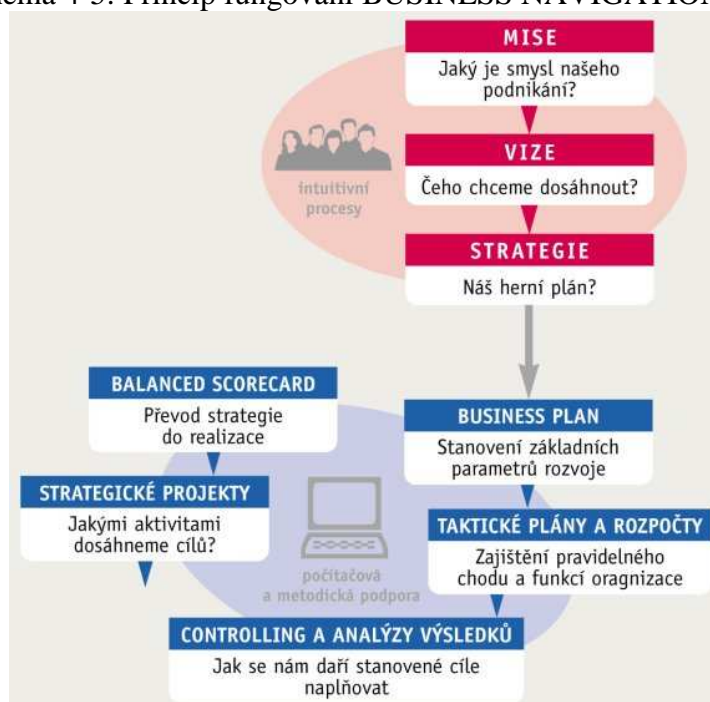 Princip fungování BUSINESS NAVIGATION
MISE
Jaký je smysl našeho
podnikání?
VIZE
Čeho chceme dosáhnout?
intuitivní
procesy
STRATEGIE
Náš herní plán?
BALANCED SCORECARD
Převod strategie
do realizace
BUSINESS PLAN
Stanovení základních
parametrů rozvoje
STRATEGICKÉ PROJEKTY
Jakými aktivitami
dosáhneme cílů?
TAKTICKÉ PLÁNY A ROZPOČTY
Zajištění pravidelného
chodu a funkcí oragnizace
počítačová
a metodická podpora
CONTROLLING A ANALÝZY VÝSLEDKŮ
Jak se nám daří stanovené cíle
naplňovat